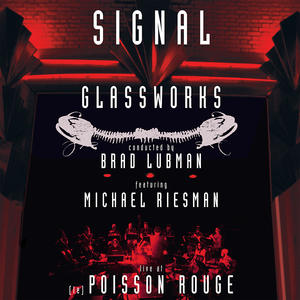 SIGNAL
GLASSWORKS
conducted by
BRAD LUBMAN
featuring
MICHAEL RIESMAN
live at
[le] POISSON ROUGE